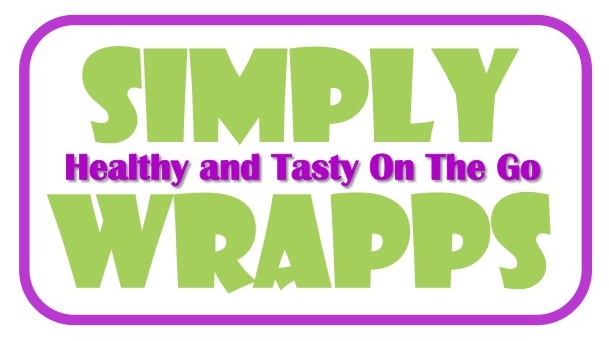 SIMPLY
Healthy and Tasty On The Go
WRAPPS